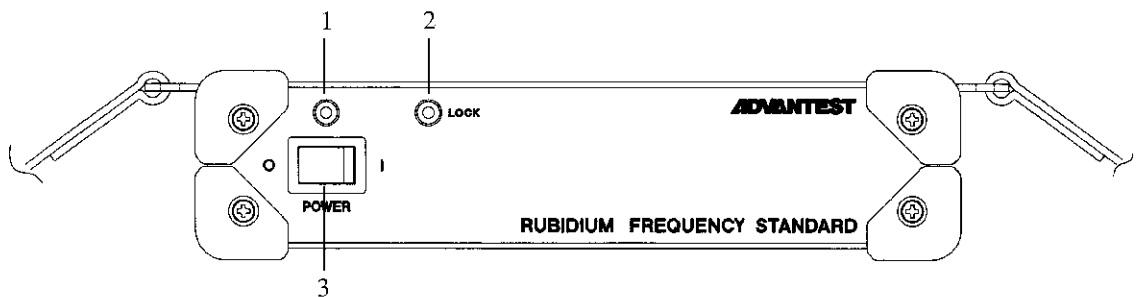 1 2
LOCK
ADVANTEST
O I
POWER
RUBIDIUM FREQUENCY STANDARD
3